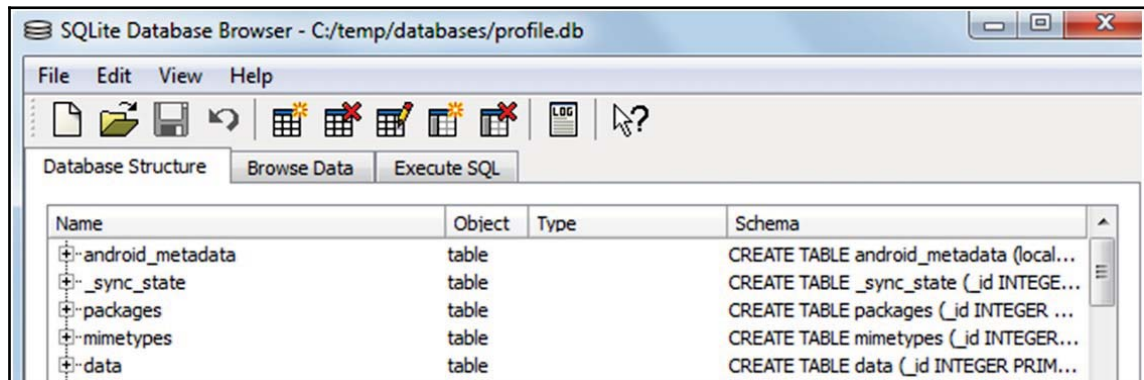 SQLite Database Browser - C:/temp/databases/profile.db
File Edit View Help
LOG
Database Structure Browse Data Execute SQL
Name Object Type Schema
android_metadata table CREATE TABLE android_metadata (local...
_sync_state table CREATE TABLE _sync_state (_id INTEGE...
packages table CREATE TABLE packages (_id INTEGER ...
mimetypes table CREATE TABLE mimetypes (_id INTEGER...
data table CREATE TABLE data (_id INTEGER PRIM...